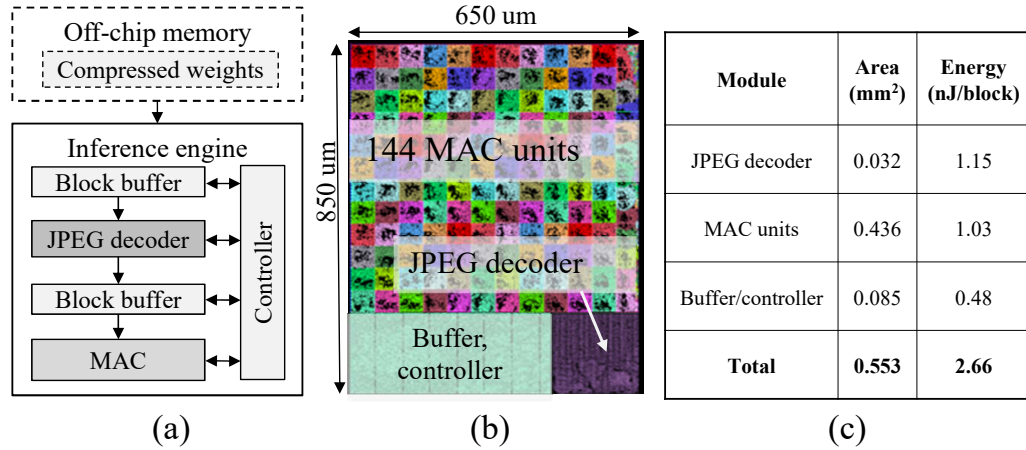 Off-chip memory
Compressed weights
Inference engine
Block buffer
JPEG decoder
Block buffer
MAC
Controller
(a)
650 um
850 um
144 MAC units
JPEG decoder
Buffer,
controller
(b)
Module Area (mm²) Energy (nJ/block)
JPEG decoder 0.032 1.15
MAC units 0.436 1.03
Buffer/controller 0.085 0.48
Total 0.553 2.66
(c)